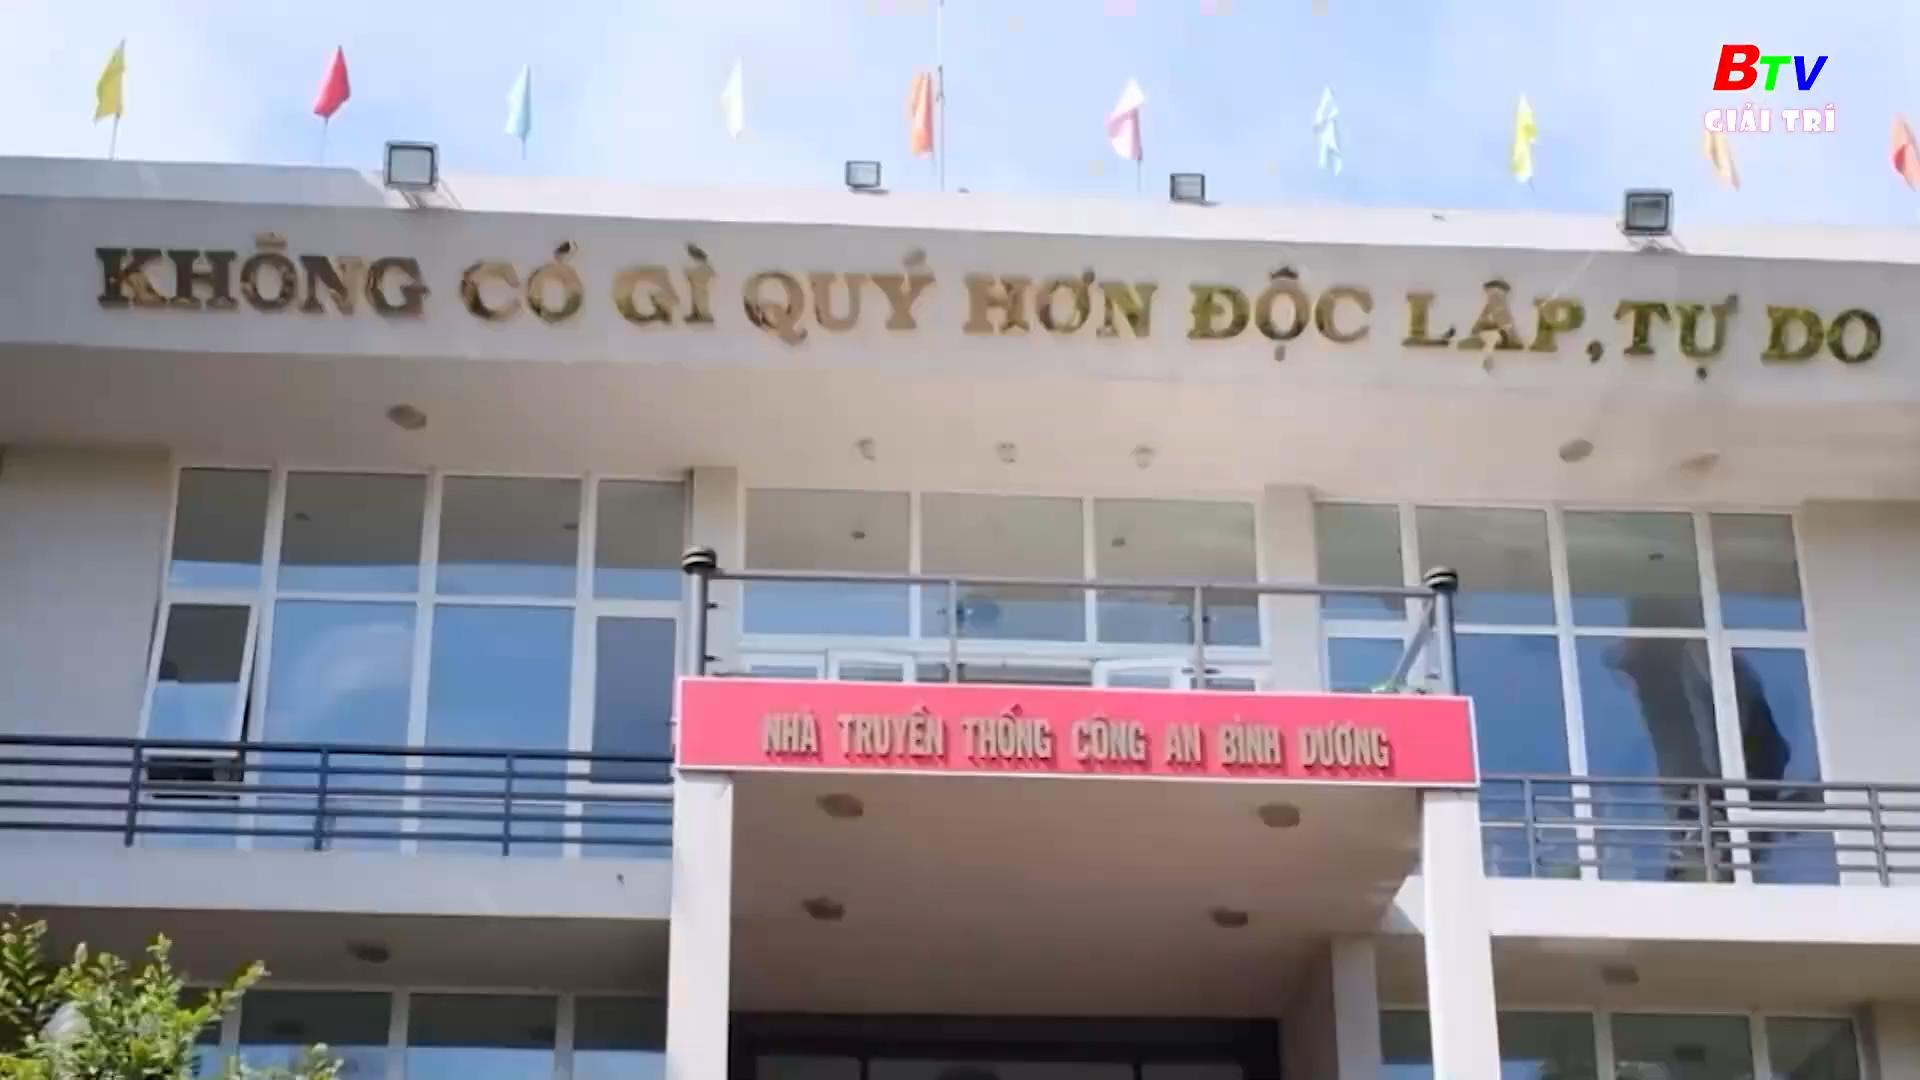 BTV
GIẢI TRÍ
KHÔNG CÓ GÌ QUÝ HƠN ĐỘC LẬP, TỰ DO
NHÀ TRUYỀN THỐNG CÔNG AN BÌNH DƯƠNG